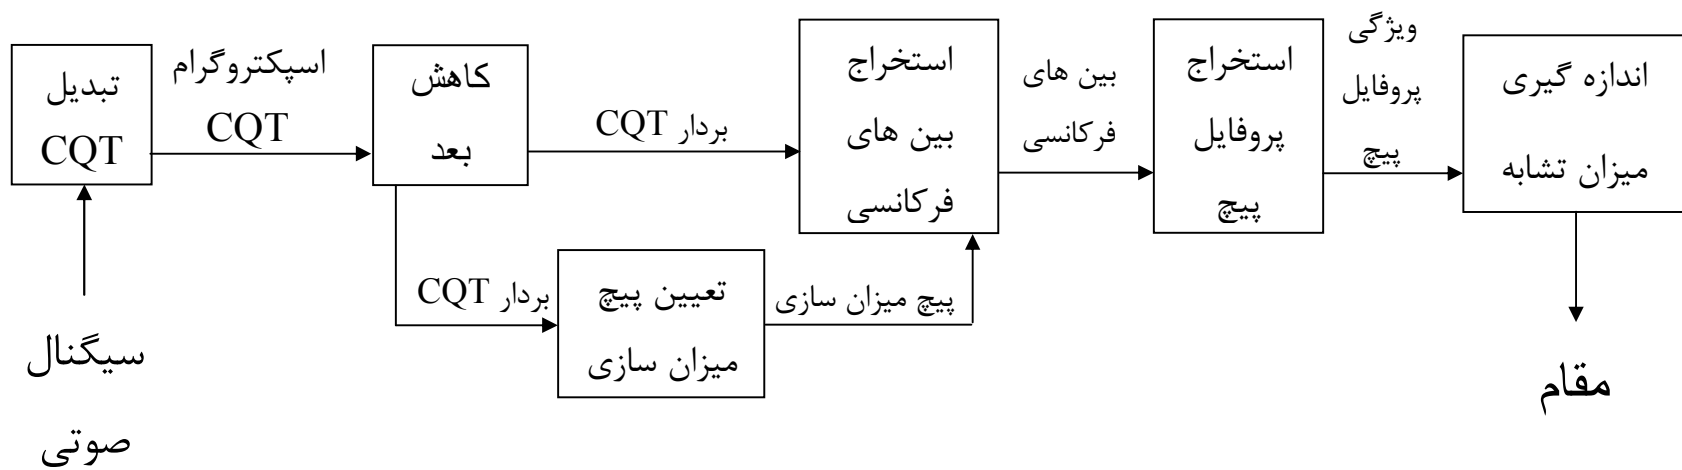 سیگنال
صوتی
تبدیل
CQT
اسپکتروگرام
CQT
کاهش
بعد
بردار CQT
بردار CQT
تعیین پیچ
میزان سازی
پیچ میزان سازی
استخراج
بین های
فرکانسی
بین های
فرکانسی
استخراج
پروفایل
پیچ
ویژگی
پروفایل
پیچ
اندازه گیری
میزان تشابه
مقام